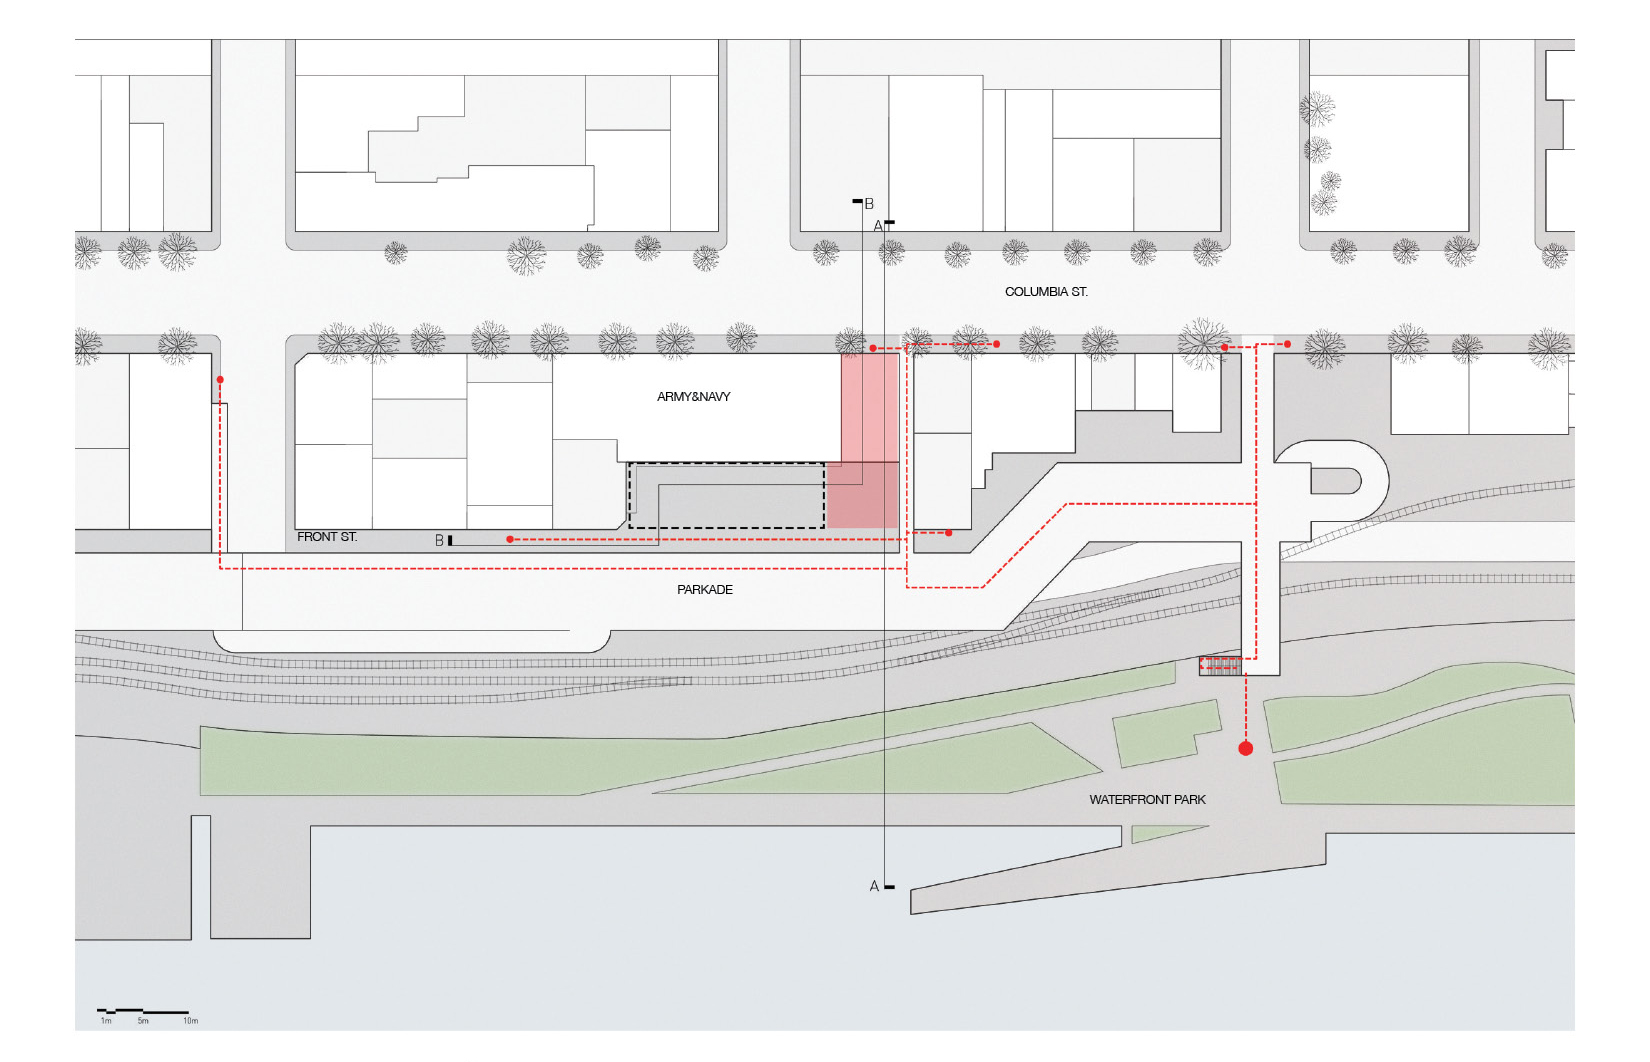 B
A
COLUMBIA ST.
ARMY&NAVY
FRONT ST.
B
PARKADE
WATERFRONT PARK
A
1m 5m 10m